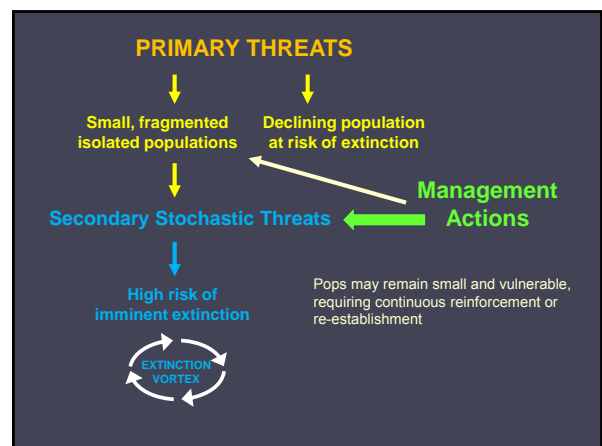 PRIMARY THREATS
Small, fragmented
isolated populations
Declining population
at risk of extinction
Management
Actions
Secondary Stochastic Threats
High risk of
imminent extinction
Pops may remain small and vulnerable,
requiring continuous reinforcement or
re-establishment
EXTINCTION
VORTEX